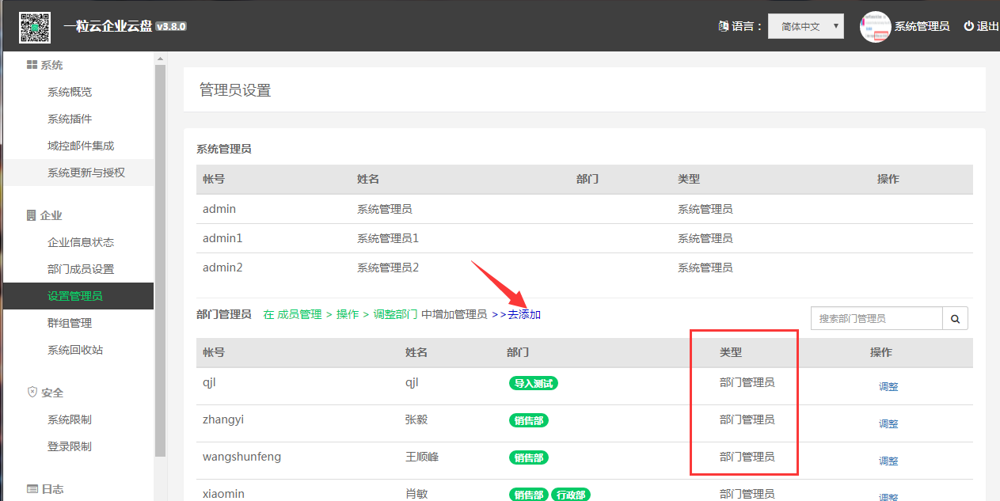 一粒云企业云盘 v3.8.0 语言： 简体中文 系统管理员 退出
系统
系统概览
系统插件
域控邮件集成
系统更新与授权
企业
企业信息状态
部门成员设置
设置管理员
群组管理
系统回收站
安全
系统限制
登录限制
日志
管理员设置
系统管理员
帐号 姓名 部门 类型 操作
admin 系统管理员 系统管理员
admin1 系统管理员1 系统管理员
admin2 系统管理员2 系统管理员
部门管理员 在 成员管理 > 操作 > 调整部门 中增加管理员 >>去添加 搜索部门管理员
帐号 姓名 部门 类型 操作
qjl qjl 导入测试 部门管理员 调整
zhangyi 张毅 销售部 部门管理员 调整
wangshunfeng 王顺峰 销售部 部门管理员 调整
xiaomin 肖敏 销售部 行政部 部门管理员 调整